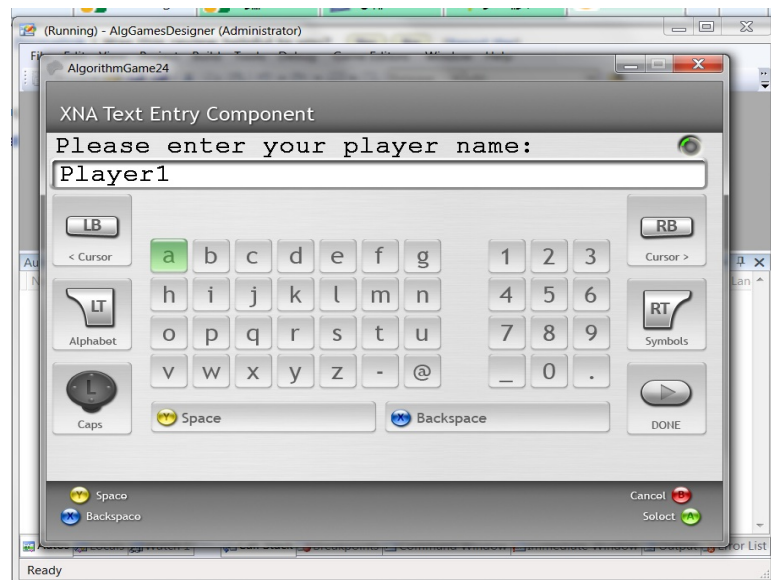 (Running) - AlgGamesDesigner (Administrator)
AlgorithmGame24
XNA Text Entry Component
Please enter your player name:
Player1
LB
< Cursor
RB
Cursor >
a b c d e f g 1 2 3
LT
Alphabet
h i j k l m n 4 5 6
RT
Symbols
o p q r s t u 7 8 9
v w x y z - @ _ 0 .
L
Caps
Y Space
X Backspace
DONE
Y Space
Cancel B
X Backspace
Select A
Error List
Ready